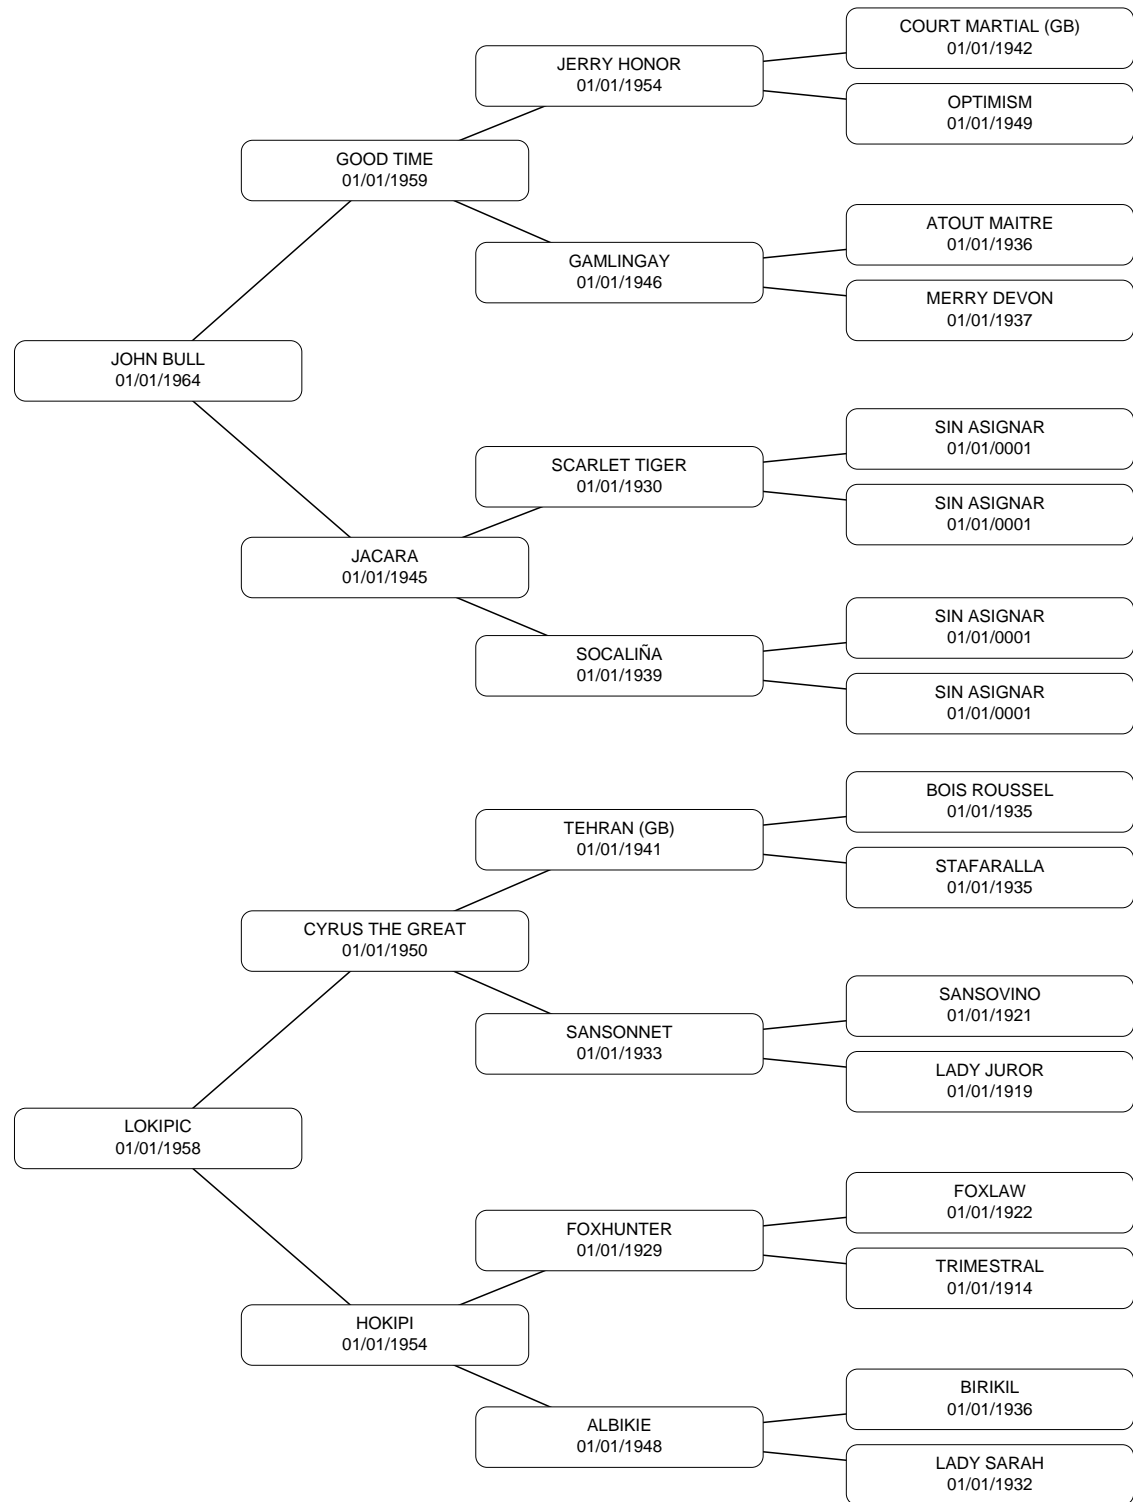 COURT MARTIAL (GB)
01/01/1942
JERRY HONOR
01/01/1954
OPTIMISM
01/01/1949
GOOD TIME
01/01/1959
ATOUT MAITRE
01/01/1936
GAMLINGAY
01/01/1946
MERRY DEVON
01/01/1937
JOHN BULL
01/01/1964
SIN ASIGNAR
01/01/0001
SCARLET TIGER
01/01/1930
SIN ASIGNAR
01/01/0001
JACARA
01/01/1945
SIN ASIGNAR
01/01/0001
SOCALIÑA
01/01/1939
SIN ASIGNAR
01/01/0001
BOIS ROUSSEL
01/01/1935
TEHRAN (GB)
01/01/1941
STAFARALLA
01/01/1935
CYRUS THE GREAT
01/01/1950
SANSOVINO
01/01/1921
SANSONNET
01/01/1933
LADY JUROR
01/01/1919
LOKIPIC
01/01/1958
FOXLAW
01/01/1922
FOXHUNTER
01/01/1929
TRIMESTRAL
01/01/1914
HOKIPI
01/01/1954
BIRIKIL
01/01/1936
ALBIKIE
01/01/1948
LADY SARAH
01/01/1932